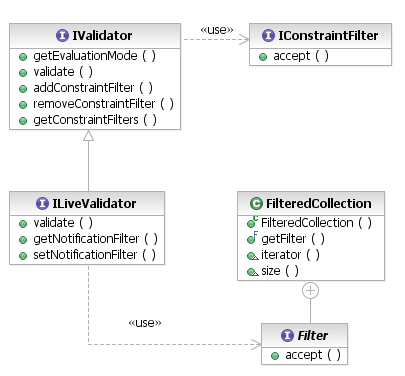 IValidator
getEvaluationMode ( )
validate ( )
addConstraintFilter ( )
removeConstraintFilter ( )
getConstraintFilters ( )
«use»
IConstraintFilter
accept ( )
ILiveValidator
validate ( )
getNotificationFilter ( )
setNotificationFilter ( )
FilteredCollection
FilteredCollection ( )
getFilter ( )
iterator ( )
size ( )
«use»
Filter
accept ( )